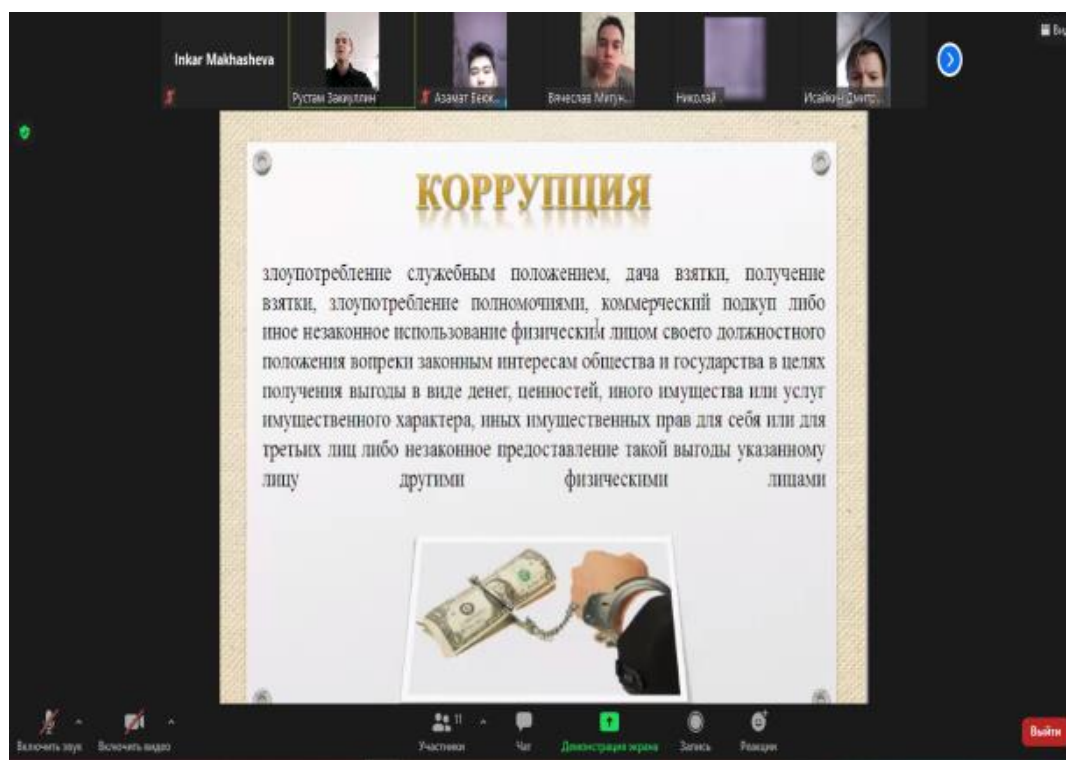 Вид
Inkar Makhasheva
Рустам Закиуллин
Азамат Беюк...
Вячеслав Мигун...
Николай
Исайкин Дмитр...
КОРРУПЦИЯ
злоупотребление служебным положением, дача взятки, получение
взятки, злоупотребление полномочиями, коммерческий подкуп либо
иное незаконное использование физическим лицом своего должностного
положения вопреки законным интересам общества и государства в целях
получения выгоды в виде денег, ценностей, иного имущества или услуг
имущественного характера, иных имущественных прав для себя или для
третьих лиц либо незаконное предоставление такой выгоды указанному
лицу другими физическими лицами
11
Включить звук Включить видео Участники Чат Демонстрация экрана Запись Реакции Выйти